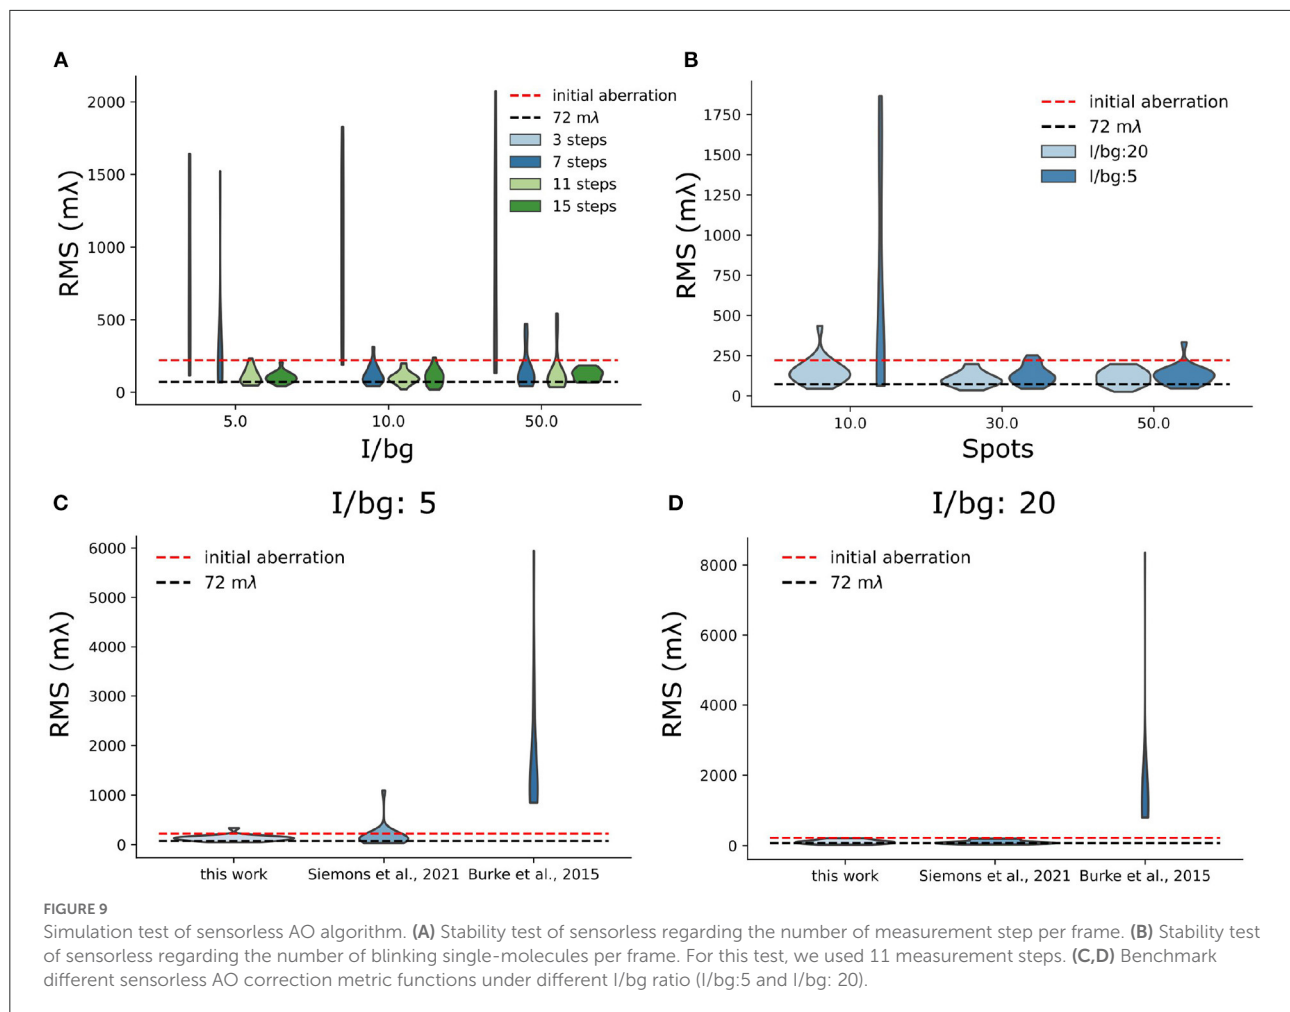 A
RMS (mλ)
2000
1500
1000
500
0
initial aberration
72 mλ
3 steps
7 steps
11 steps
15 steps
5.0
10.0
50.0
I/bg
B
RMS (mλ)
1750
1500
1250
1000
750
500
250
0
initial aberration
72 mλ
I/bg:20
I/bg:5
10.0
30.0
50.0
Spots
C
I/bg: 5
RMS (mλ)
6000
5000
4000
3000
2000
1000
0
initial aberration
72 mλ
this work
Siemons et al., 2021
Burke et al., 2015
D
I/bg: 20
RMS (mλ)
8000
6000
4000
2000
0
initial aberration
72 mλ
this work
Siemons et al., 2021
Burke et al., 2015
FIGURE 9
Simulation test of sensorless AO algorithm. (A) Stability test of sensorless regarding the number of measurement step per frame. (B) Stability test
of sensorless regarding the number of blinking single-molecules per frame. For this test, we used 11 measurement steps. (C,D) Benchmark
different sensorless AO correction metric functions under different I/bg ratio (I/bg:5 and I/bg: 20).